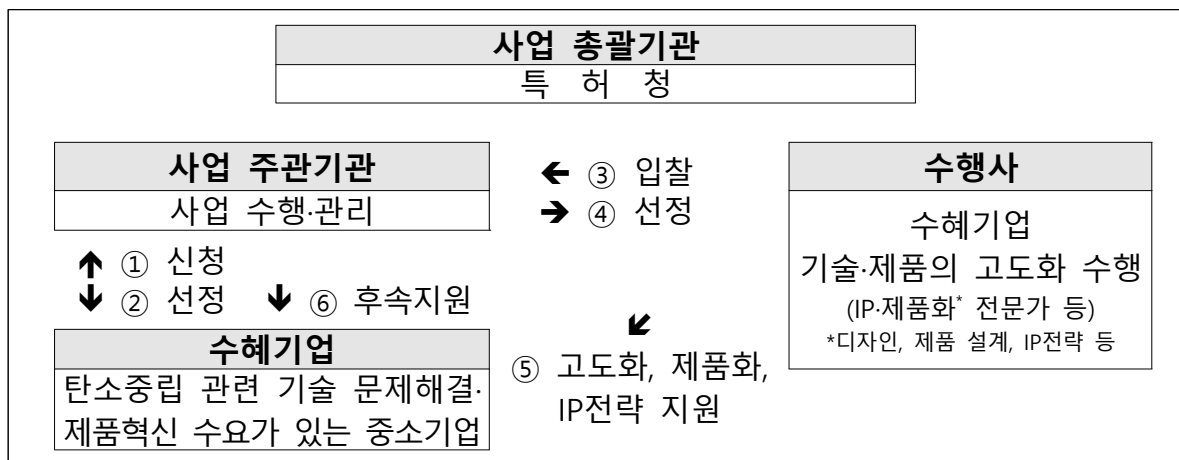 사업 총괄기관
특 허 청
사업 주관기관
사업 수행·관리
← ③ 입찰
→ ④ 선정
수행사
수혜기업
기술·제품의 고도화 수행
(IP·제품화* 전문가 등)
*디자인, 제품 설계, IP전략 등
↑ ① 신청
↓ ② 선정 ↓ ⑥ 후속지원
수혜기업
탄소중립 관련 기술 문제해결·
제품혁신 수요가 있는 중소기업
↙
⑤ 고도화, 제품화,
IP전략 지원